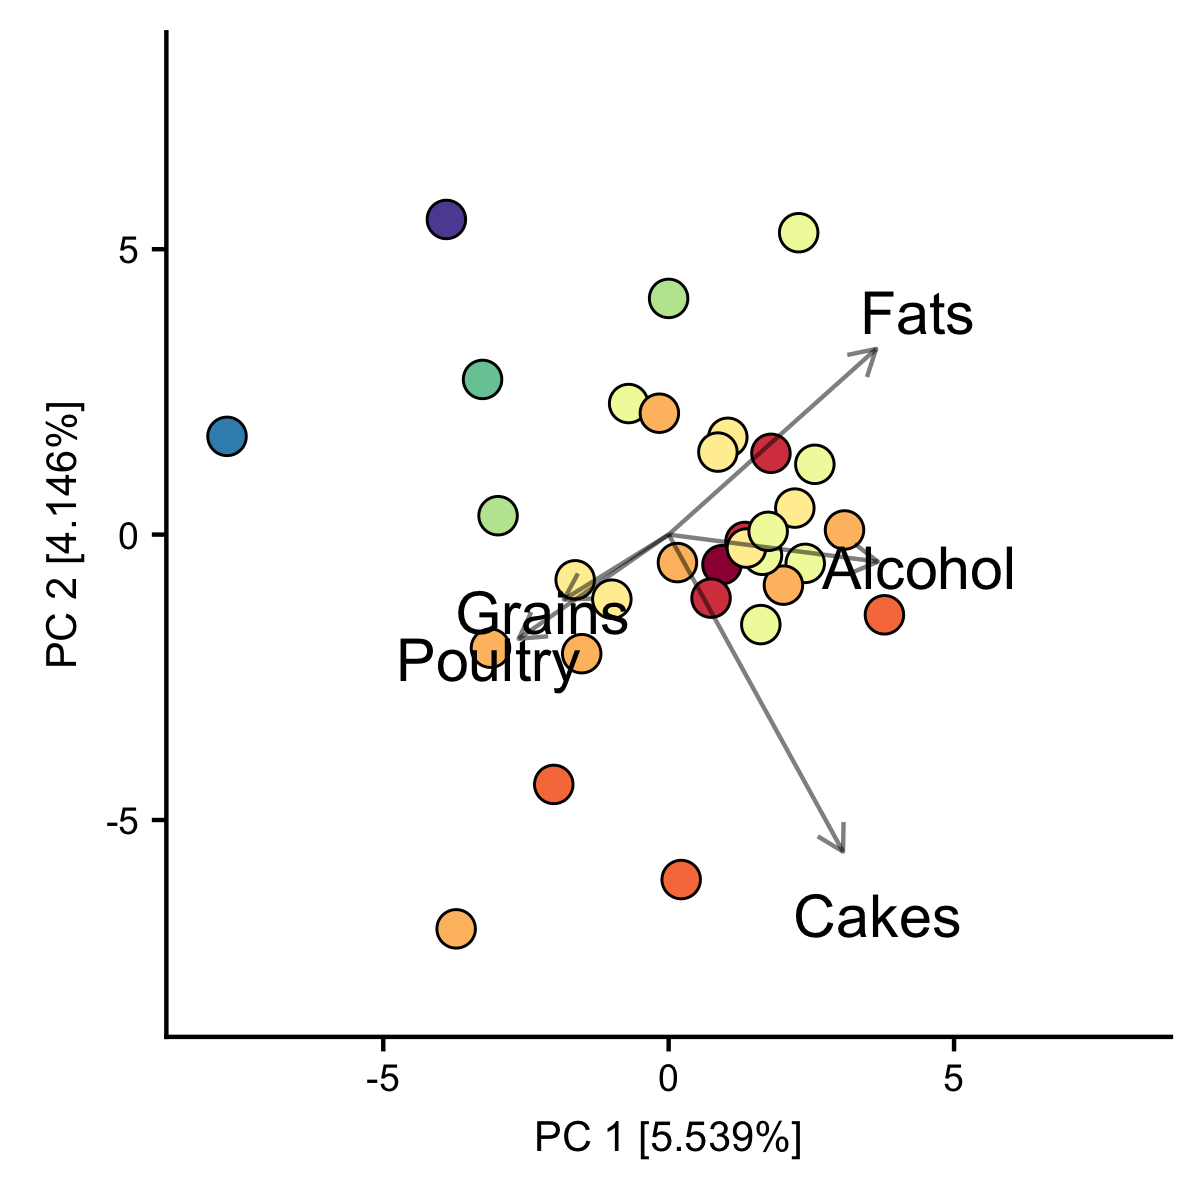 5
Fats
0
Alcohol
Grains
Poultry
-5
Cakes
-5
0
5
PC 1 [5.539%]
PC 2 [4.146%]